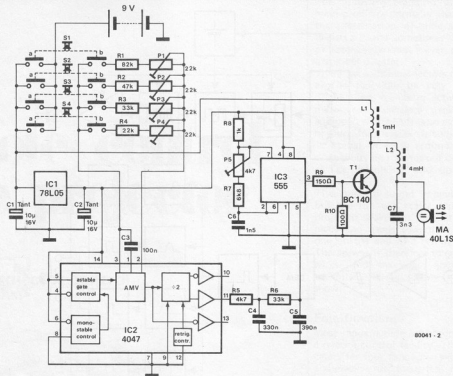 9 V
S1
a b
S2
a b
S3
a b
S4
a b
R1
82k
P1
22k
R2
47k
P2
22k
R3
33k
P3
22k
R4
22k
P4
22k
IC1
78L05
C1 Tant
10µ
16V
C2 Tant
10µ
16V
C3
100n
14 3 1 2
5
4
6
8
astable
gate
control
mono-
stable
control
AMV
÷2
retrig.
contr.
10
11
13
IC2
4047
7 9 12
R5
4k7
R6
33k
C4
330n
C5
390n
R8
1k
P5
4k7
R7
6k8
C6
1n5
7 4 8
IC3
555
3
2 6 1 5
R9
150Ω
R10
100Ω
T1
BC 140
L1
1mH
L2
4mH
C7
3n3
US
MA
40L1S
80041 - 2